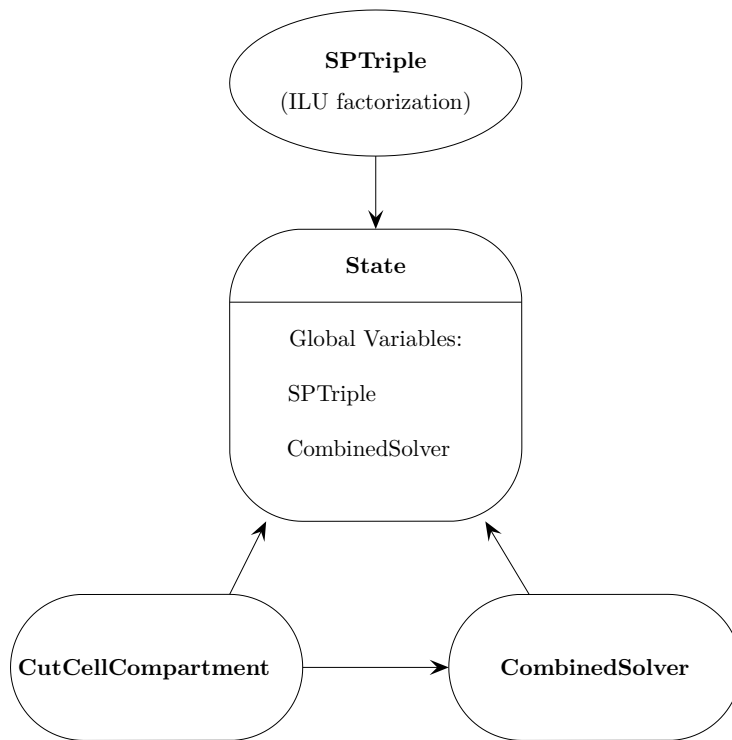 SPTriple
(ILU factorization)
State
Global Variables:
SPTriple
CombinedSolver
CutCellCompartment
CombinedSolver